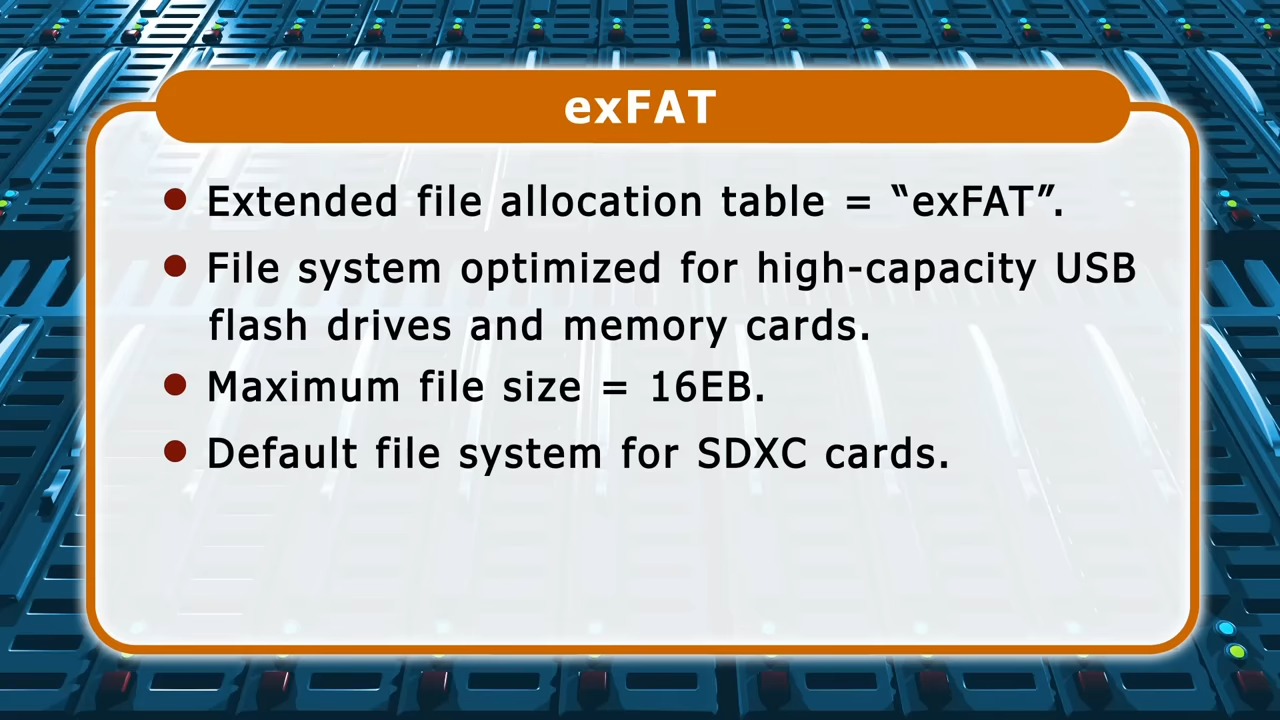 exFAT
● Extended file allocation table = “exFAT”.
● File system optimized for high-capacity USB
flash drives and memory cards.
● Maximum file size = 16EB.
● Default file system for SDXC cards.